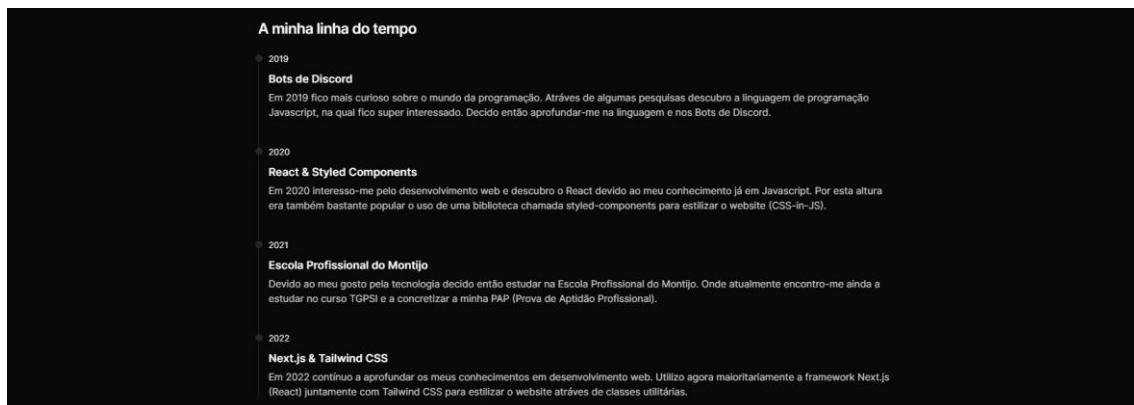 A minha linha do tempo
2019
Bots de Discord
Em 2019 fico mais curioso sobre o mundo da programação. Atráves de algumas pesquisas descubro a linguagem de programação
Javascript, na qual fico super interessado. Decido então aprofundar-me na linguagem e nos Bots de Discord.
2020
React & Styled Components
Em 2020 interesso-me pelo desenvolvimento web e descubro o React devido ao meu conhecimento já em Javascript. Por esta altura
era também bastante popular o uso de uma biblioteca chamada styled-components para estilizar o website (CSS-in-JS).
2021
Escola Profissional do Montijo
Devido ao meu gosto pela tecnologia decido então estudar na Escola Profissional do Montijo. Onde atualmente encontro-me ainda a
estudar no curso TGPSI e a concretizar a minha PAP (Prova de Aptidão Profissional).
2022
Next.js & Tailwind CSS
Em 2022 contínuo a aprofundar os meus conhecimentos em desenvolvimento web. Utilizo agora maioritariamente a framework Next.js
(React) juntamente com Tailwind CSS para estilizar o website atráves de classes utilitárias.